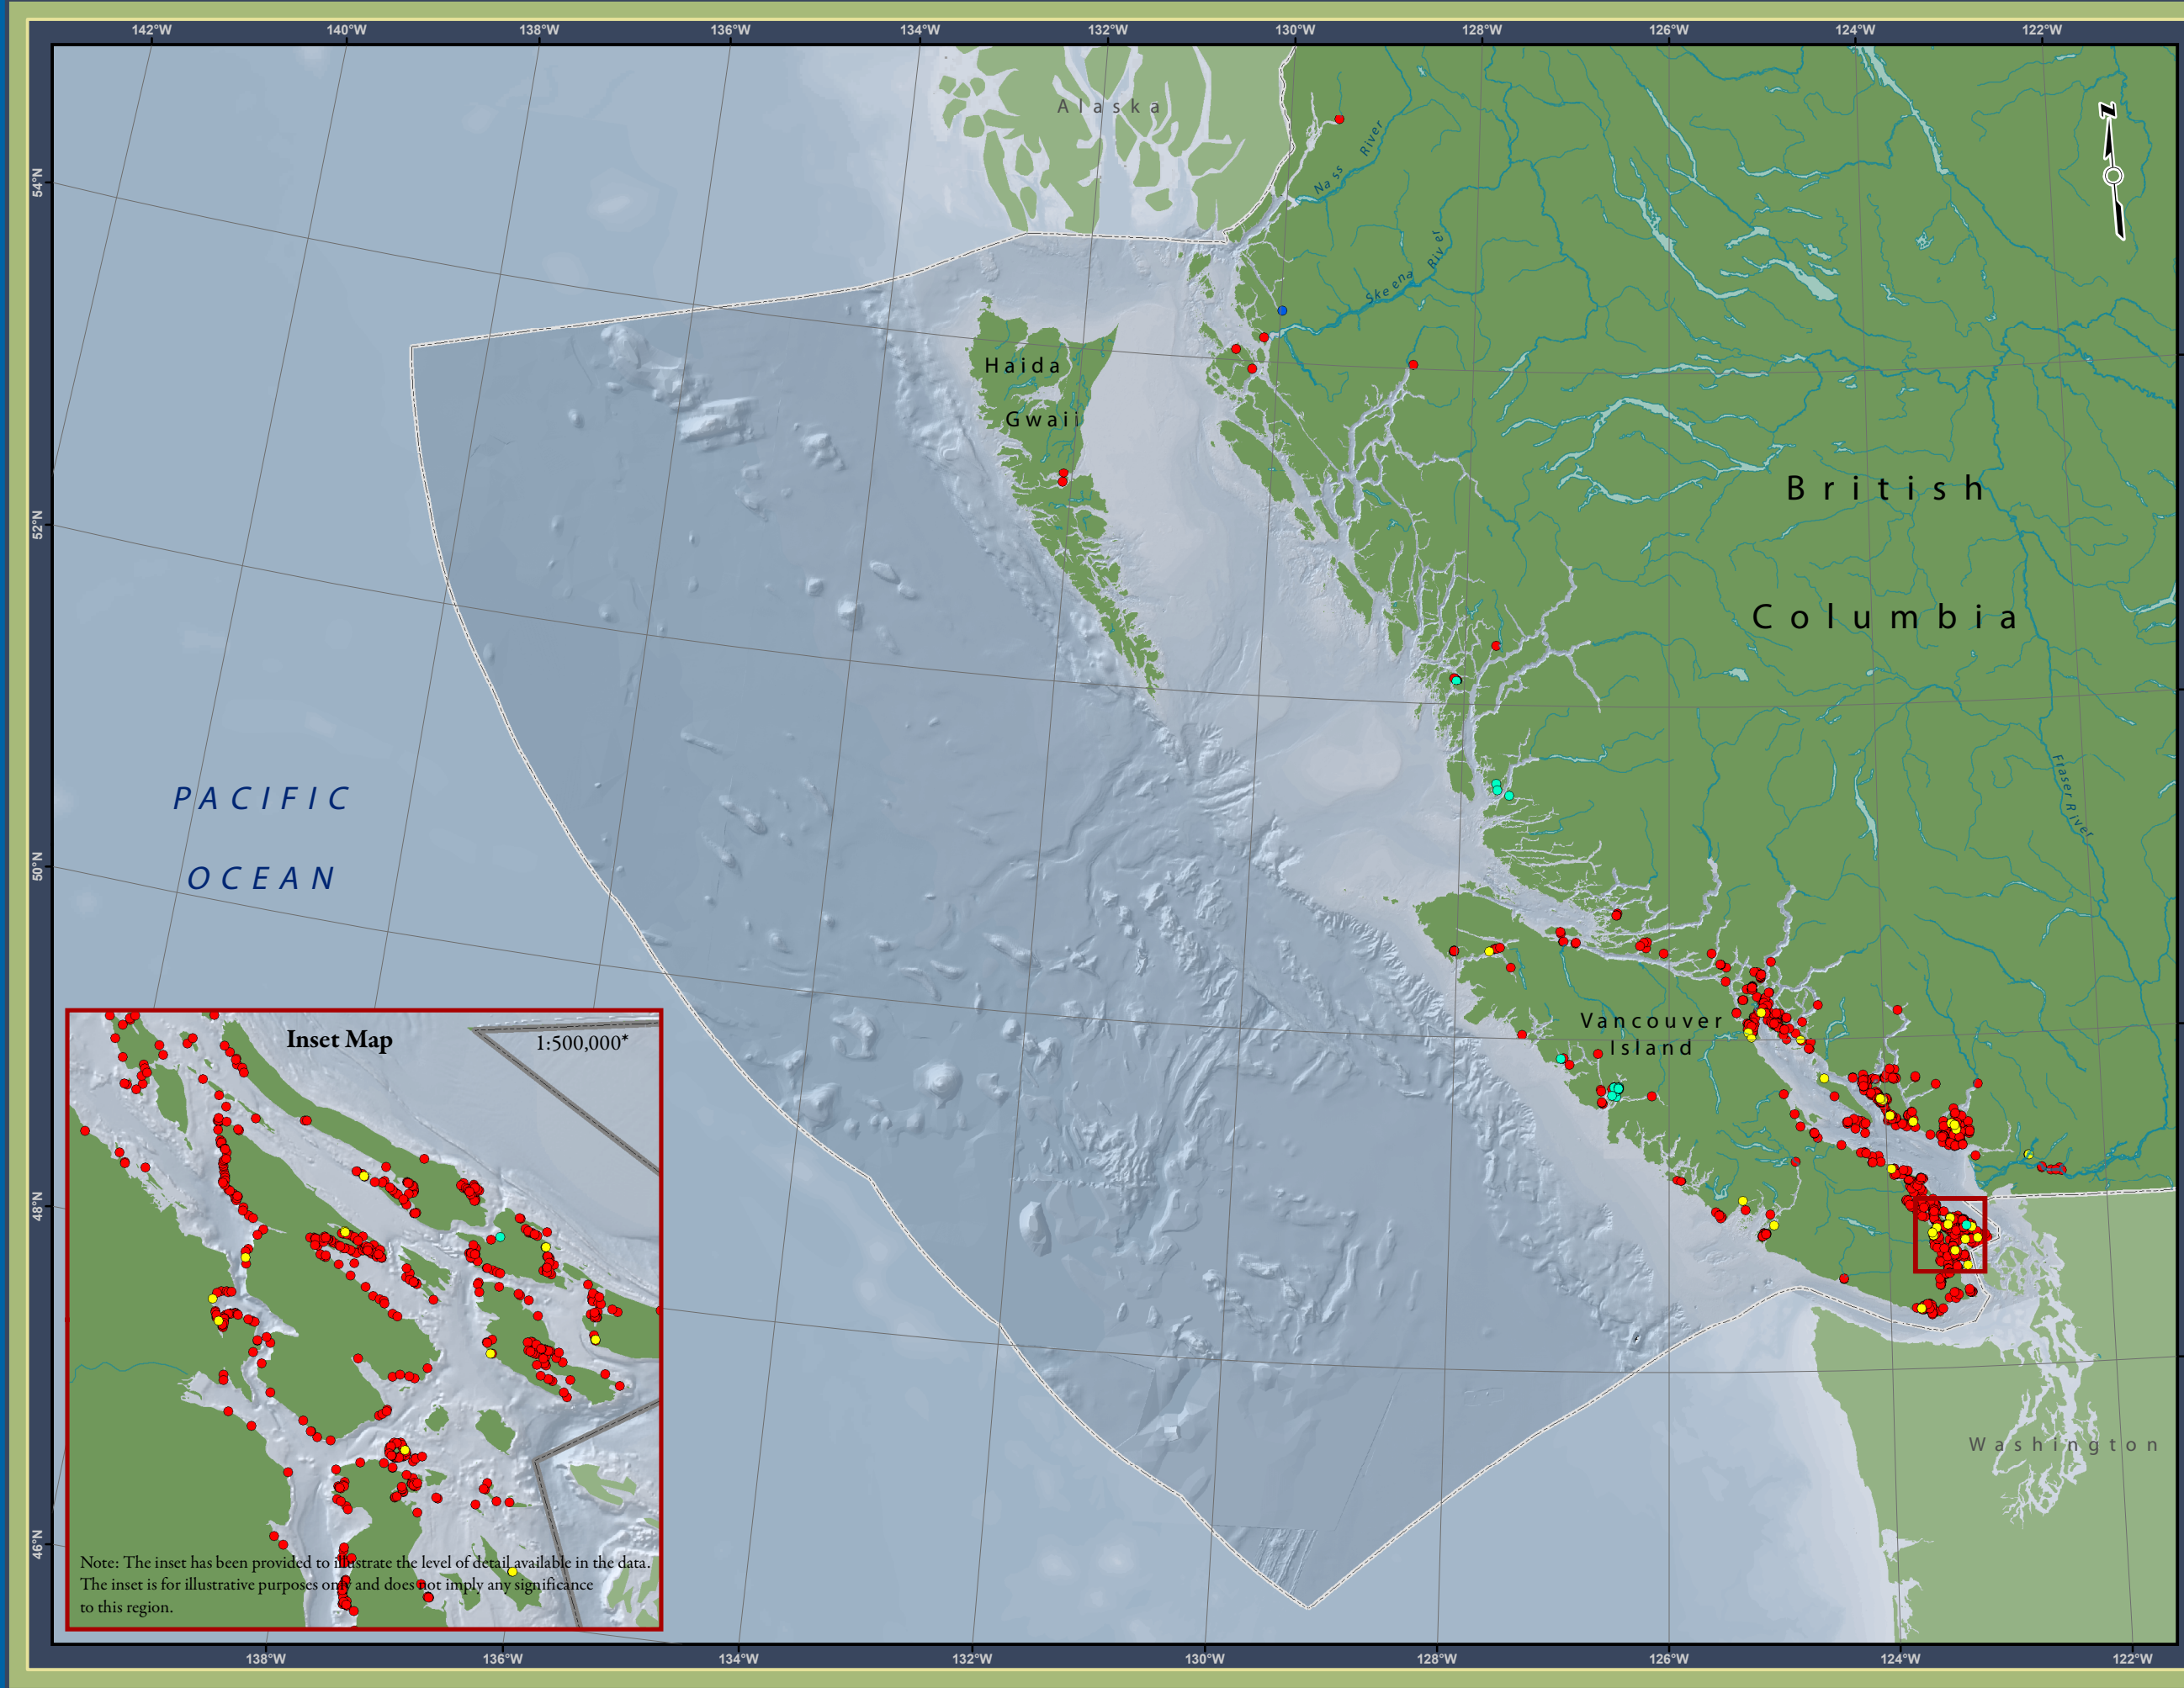 142°W 140°W 138°W 136°W 134°W 132°W 130°W 128°W 126°W 124°W 122°W
Alaska
Nass River
54°N
Skeena River
Haida
Gwaii
British
52°N
Columbia
PACIFIC
Fraser River
50°N
OCEAN
Vancouver
Island
Inset Map
1:500,000*
48°N
Washington
46°N
Note: The inset has been provided to illustrate the level of detail available in the data.
The inset is for illustrative purposes only and does not imply any significance
to this region.
138°W 136°W 134°W 132°W 130°W 128°W 126°W 124°W 122°W